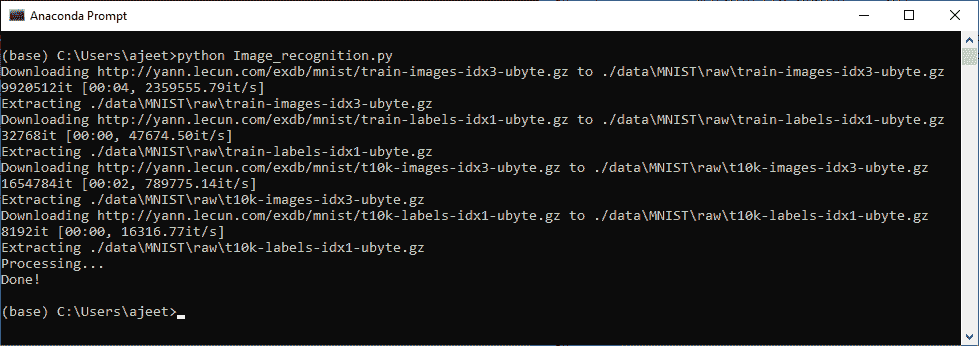 Anaconda Prompt
(base) C:\Users\ajeet>python Image_recognition.py
Downloading http://yann.lecun.com/exdb/mnist/train-images-idx3-ubyte.gz to ./data\MNIST\raw\train-images-idx3-ubyte.gz
9920512it [00:04, 2359555.79it/s]
Extracting ./data\MNIST\raw\train-images-idx3-ubyte.gz
Downloading http://yann.lecun.com/exdb/mnist/train-labels-idx1-ubyte.gz to ./data\MNIST\raw\train-labels-idx1-ubyte.gz
32768it [00:00, 47674.50it/s]
Extracting ./data\MNIST\raw\train-labels-idx1-ubyte.gz
Downloading http://yann.lecun.com/exdb/mnist/t10k-images-idx3-ubyte.gz to ./data\MNIST\raw\t10k-images-idx3-ubyte.gz
1654784it [00:02, 789775.14it/s]
Extracting ./data\MNIST\raw\t10k-images-idx3-ubyte.gz
Downloading http://yann.lecun.com/exdb/mnist/t10k-labels-idx1-ubyte.gz to ./data\MNIST\raw\t10k-labels-idx1-ubyte.gz
8192it [00:00, 16316.77it/s]
Extracting ./data\MNIST\raw\t10k-labels-idx1-ubyte.gz
Processing...
Done!
(base) C:\Users\ajeet>